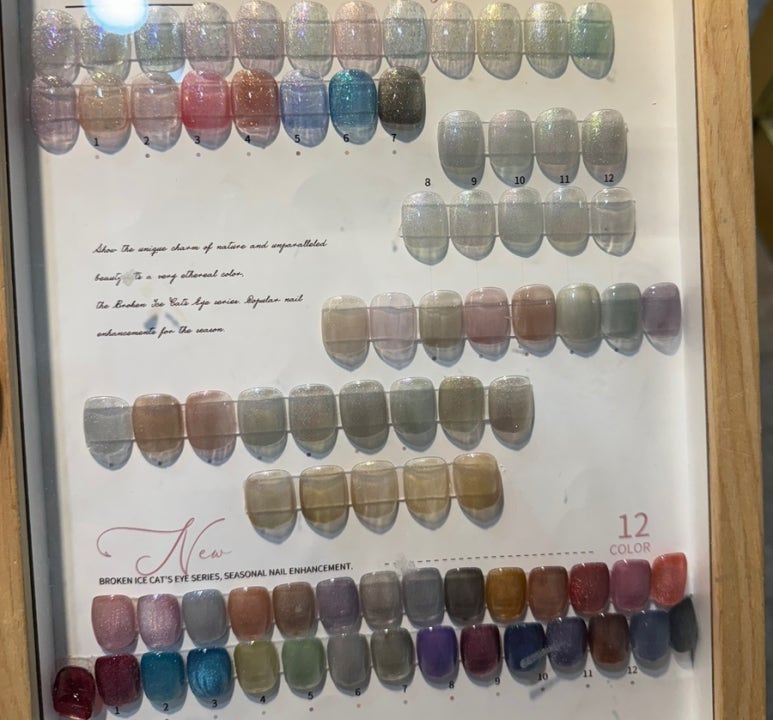 1 2 3 4 5 6 7
8 9 10 11 12
Show the unique charm of nature and unparalleled
a very ethereal color,
the Broken Ice Cats Eye series. Popular nail
enhancements for the season.
New
12
COLOR
BROKEN ICE CAT'S EYE SERIES, SEASONAL NAIL ENHANCEMENT.
1 2 3 4 5 6 7 8 9 10 11 12